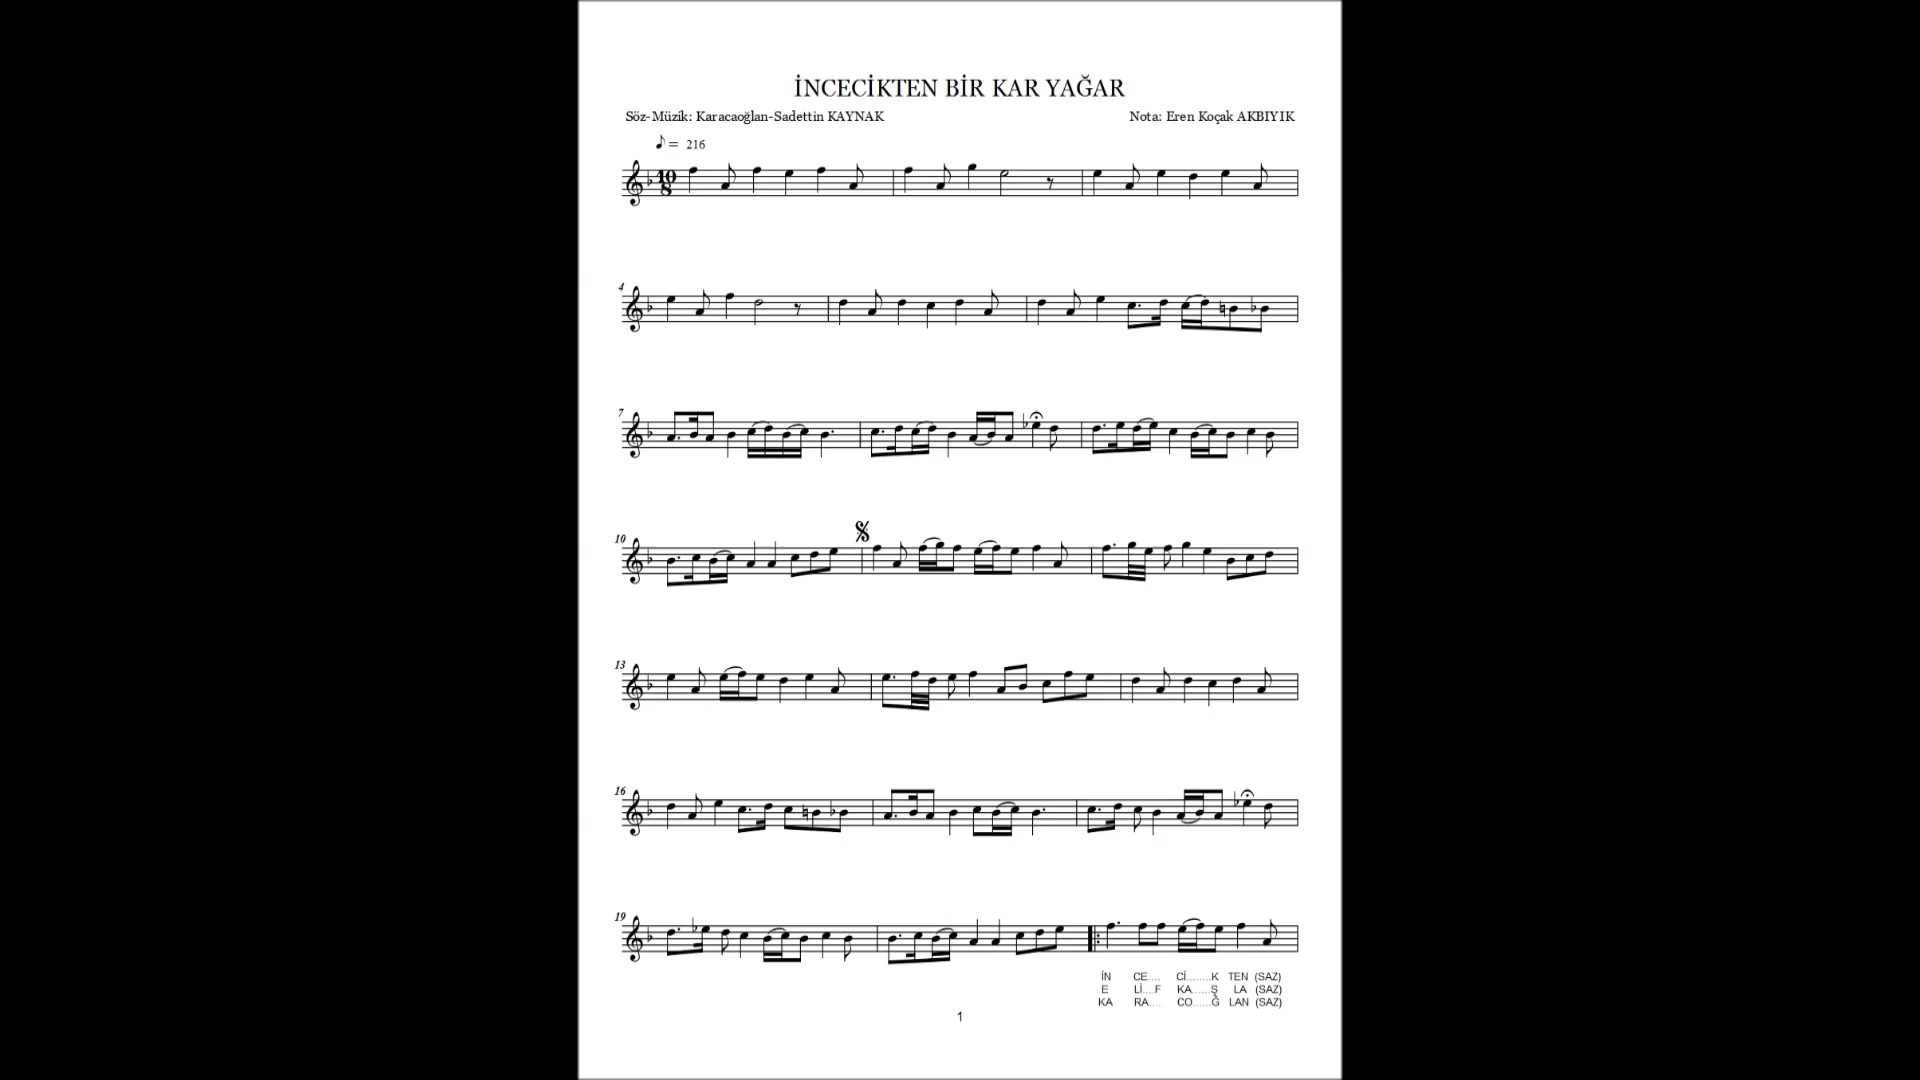 İNCECİKTEN BİR KAR YAĞAR
Söz-Müzik: Karacaoğlan-Sadettin KAYNAK
Nota: Eren Koçak AKBIYIK
♪ = 216
10
8
4
7
10
13
16
19
İN CE.... Cİ........K TEN (SAZ)
E Lİ....F KA......Ş LA (SAZ)
KA RA.... CO......Ğ LAN (SAZ)
1